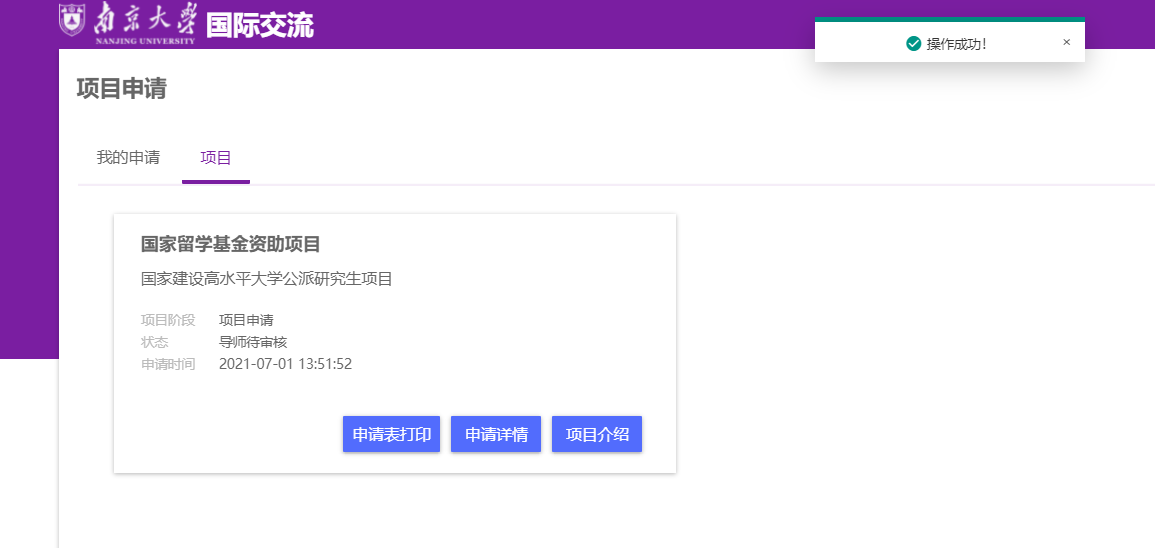 南京大学 国际交流
NANJING UNIVERSITY
操作成功! ×
项目申请
我的申请 项目
国家留学基金资助项目
国家建设高水平大学公派研究生项目
项目阶段 项目申请
状态 导师待审核
申请时间 2021-07-01 13:51:52
申请表打印 申请详情 项目介绍